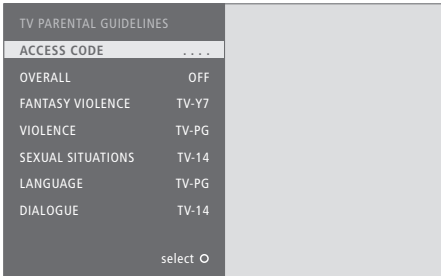 TV PARENTAL GUIDELINES
ACCESS CODE ....
OVERALL OFF
FANTASY VIOLENCE TV-Y7
VIOLENCE TV-PG
SEXUAL SITUATIONS TV-14
LANGUAGE TV-PG
DIALOGUE TV-14
select